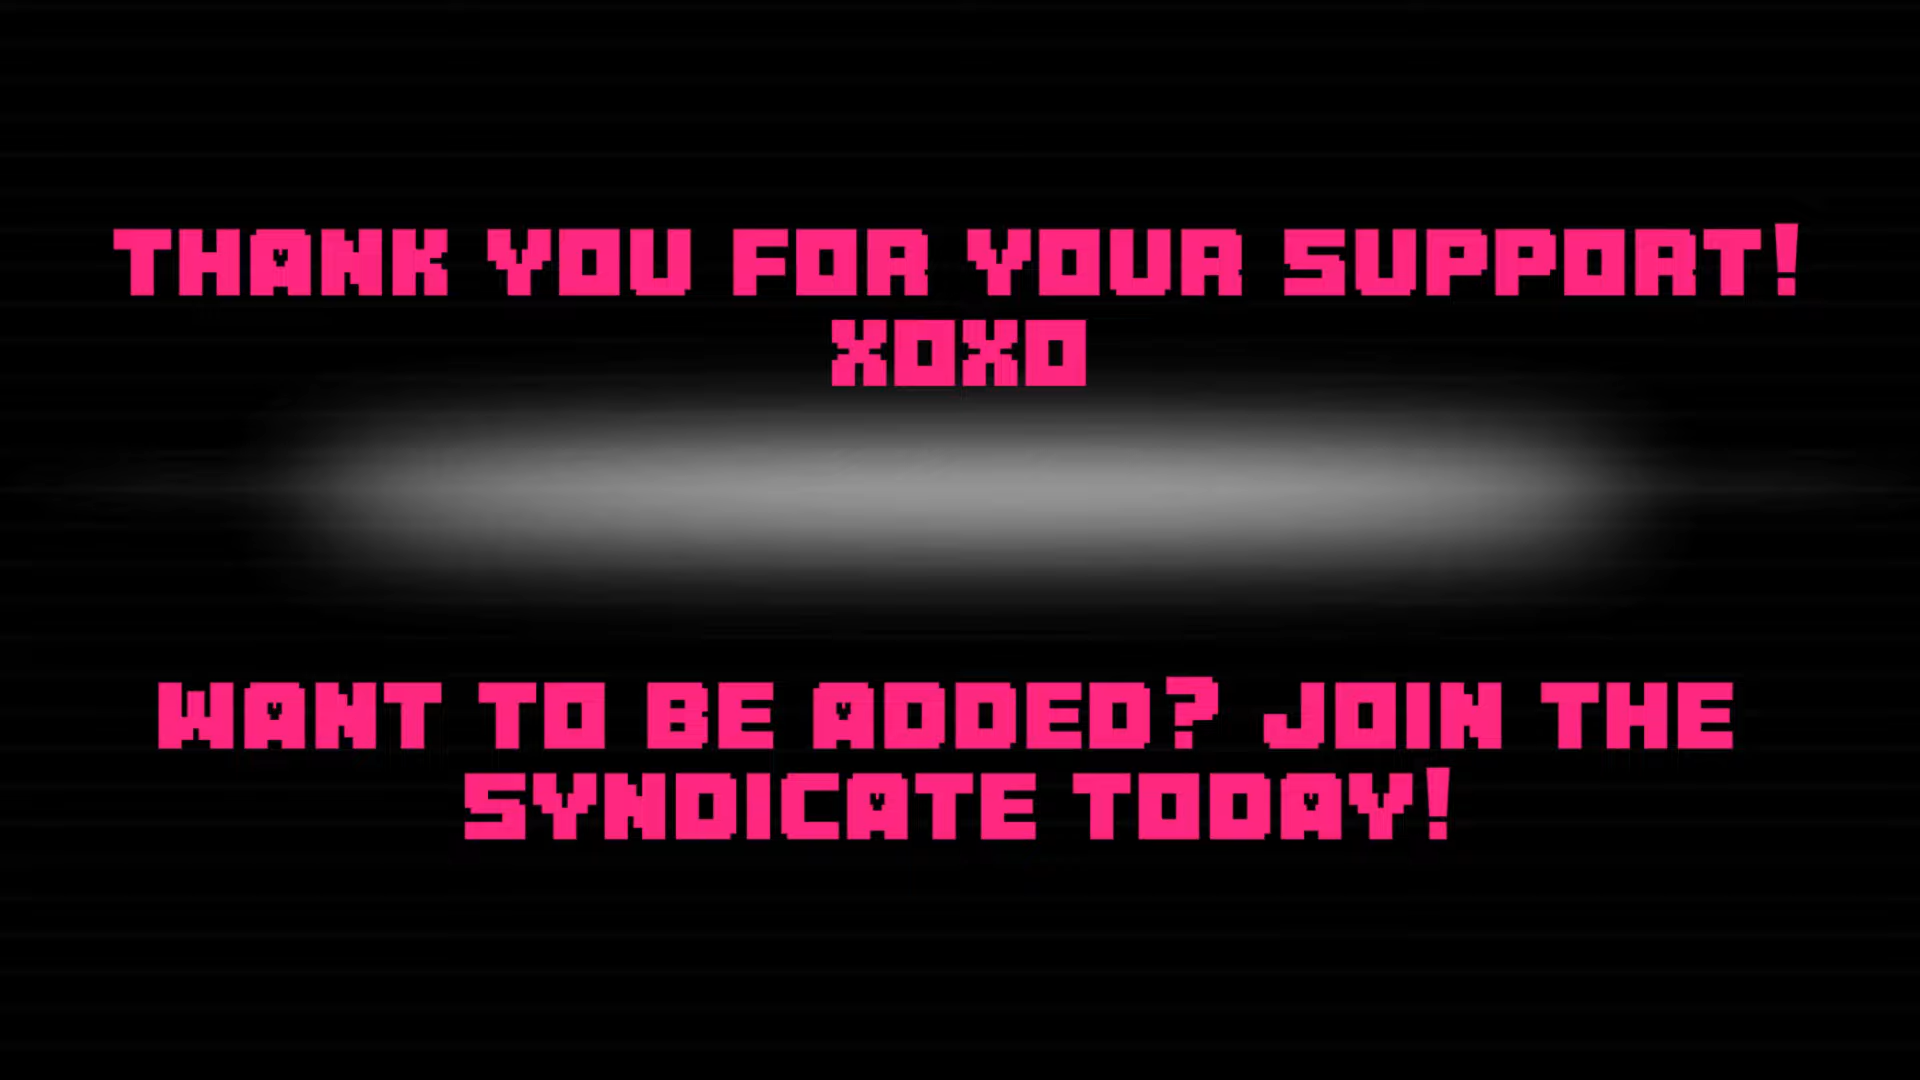 THANK YOU FOR YOUR SUPPORT!
XOXO
WANT TO BE ADDED? JOIN THE
SYNDICATE TODAY!